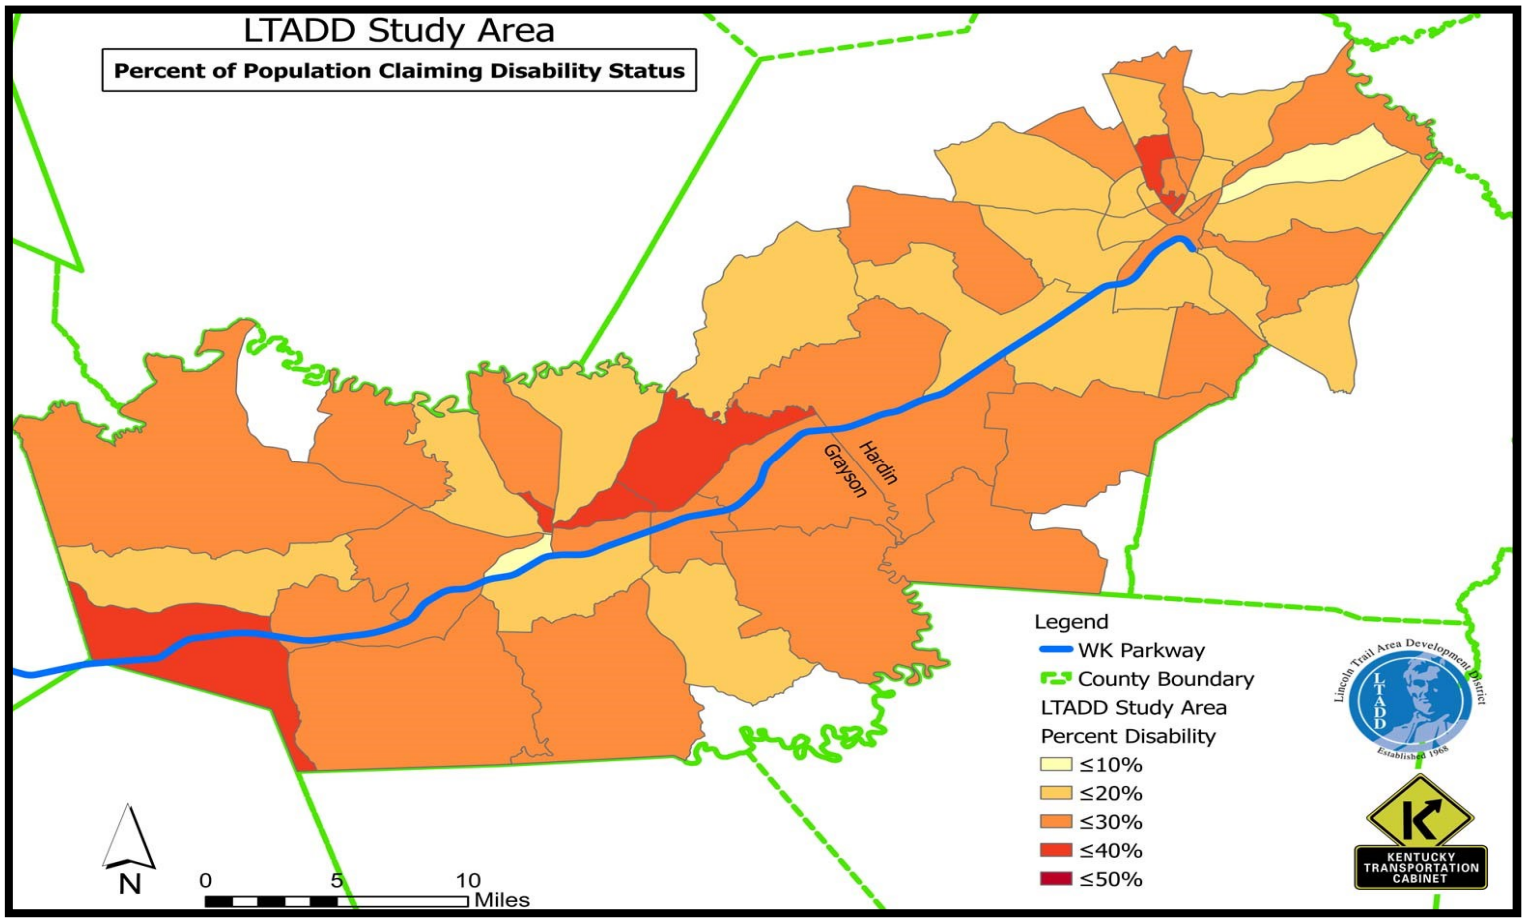 LTADD Study Area
Percent of Population Claiming Disability Status
Hardin
Grayson
Legend
WK Parkway
County Boundary
LTADD Study Area
Percent Disability
≤10%
≤20%
≤30%
≤40%
≤50%
Lincoln Trail Area Development District
LTADD
Established 1968
K
KENTUCKY
TRANSPORTATION
CABINET
N
0 5 10
Miles